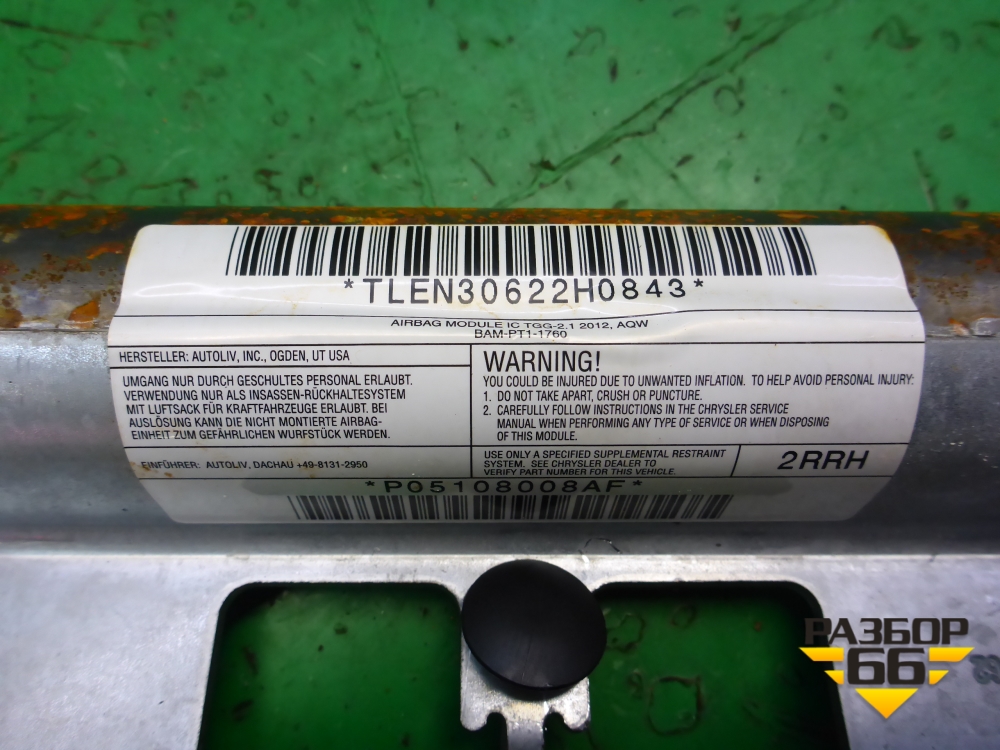 *TLEN30622H0843*
AIRBAG MODULE IC TGG-2.1 2012, AQW
BAM-PT1-1760
HERSTELLER: AUTOLIV, INC., OGDEN, UT USA
UMGANG NUR DURCH GESCHULTES PERSONAL ERLAUBT.
VERWENDUNG NUR ALS INSASSEN-RÜCKHALTESYSTEM
MIT LUFTSACK FÜR KRAFTFAHRZEUGE ERLAUBT. BEI
AUSLÖSUNG KANN DIE NICHT MONTIERTE AIRBAG-
EINHEIT ZUM GEFÄHRLICHEN WURFSTÜCK WERDEN.
EINFÜHRER: AUTOLIV, DACHAU +49-8131-2950
WARNING!
YOU COULD BE INJURED DUE TO UNWANTED INFLATION. TO HELP AVOID PERSONAL INJURY:
1. DO NOT TAKE APART, CRUSH OR PUNCTURE.
2. CAREFULLY FOLLOW INSTRUCTIONS IN THE CHRYSLER SERVICE
MANUAL WHEN PERFORMING ANY TYPE OF SERVICE OR WHEN DISPOSING
OF THIS MODULE.
USE ONLY A SPECIFIED SUPPLEMENTAL RESTRAINT
SYSTEM. SEE CHRYSLER DEALER TO
VERIFY PART NUMBER FOR THIS VEHICLE.
2RRH
*P05108008AF*
РАЗБОР
66